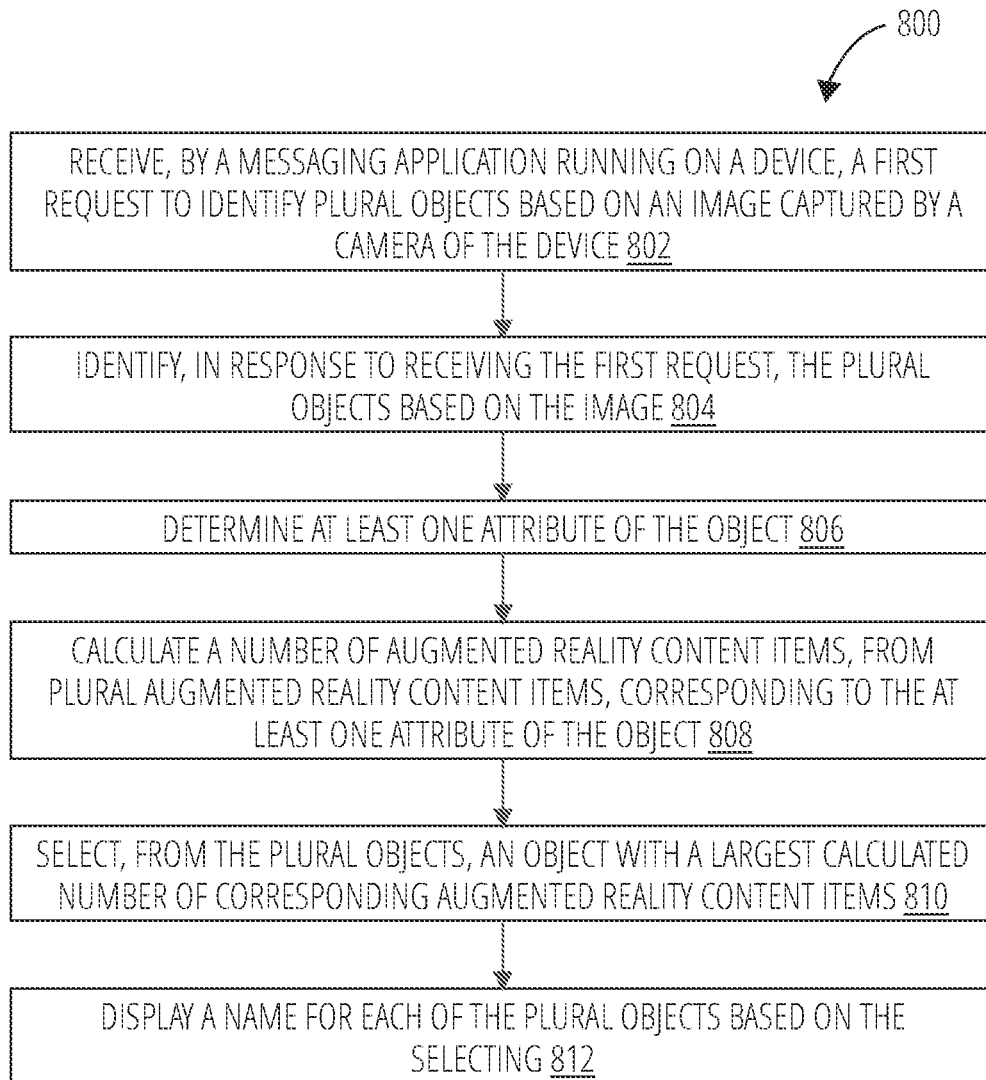 800
RECEIVE, BY A MESSAGING APPLICATION RUNNING ON A DEVICE, A FIRST
REQUEST TO IDENTIFY PLURAL OBJECTS BASED ON AN IMAGE CAPTURED BY A
CAMERA OF THE DEVICE 802
IDENTIFY, IN RESPONSE TO RECEIVING THE FIRST REQUEST, THE PLURAL
OBJECTS BASED ON THE IMAGE 804
DETERMINE AT LEAST ONE ATTRIBUTE OF THE OBJECT 806
CALCULATE A NUMBER OF AUGMENTED REALITY CONTENT ITEMS, FROM
PLURAL AUGMENTED REALITY CONTENT ITEMS, CORRESPONDING TO THE AT
LEAST ONE ATTRIBUTE OF THE OBJECT 808
SELECT, FROM THE PLURAL OBJECTS, AN OBJECT WITH A LARGEST CALCULATED
NUMBER OF CORRESPONDING AUGMENTED REALITY CONTENT ITEMS 810
DISPLAY A NAME FOR EACH OF THE PLURAL OBJECTS BASED ON THE
SELECTING 812